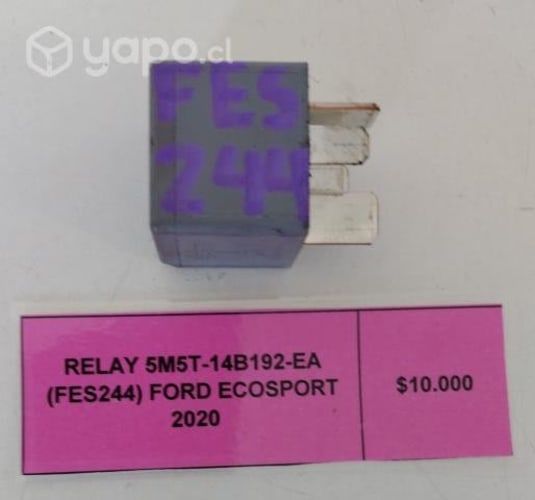 yapo.cl
FES
244
RELAY 5M5T-14B192-EA
(FES244) FORD ECOSPORT
2020
$10.000